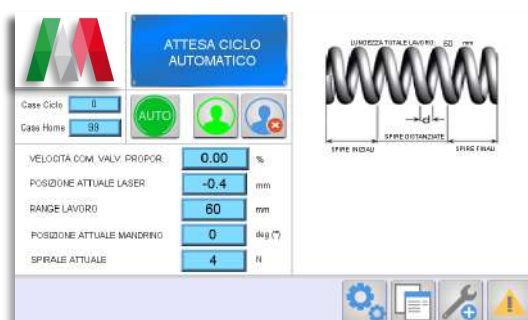 ATTESA CICLO
AUTOMATICO
LUNGEZZA TOTALE LAVORO: 60 mm
Case Ciclo 0
Case Home 99
AUTO
d
SPIRE DISTANZIATE
SPIRE INIZIALI
SPIRE FINALI
VELOCITÀ COM. VALV. PROPOR. 0.00 %
POSIZIONE ATTUALE LASER -0.4 mm
RANGE LAVORO 60 mm
POSIZIONE ATTUALE MANDRINO 0 deg (°)
SPIRALE ATTUALE 4 N